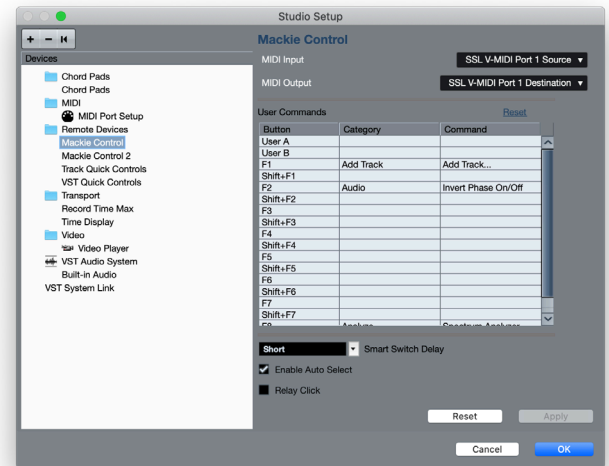 Studio Setup
+ -
Devices
Chord Pads
Chord Pads
MIDI
MIDI Port Setup
Remote Devices
Mackie Control
Mackie Control 2
Track Quick Controls
VST Quick Controls
Transport
Record Time Max
Time Display
Video
Video Player
VST Audio System
Built-in Audio
VST System Link
Mackie Control
MIDI Input SSL V-MIDI Port 1 Source
MIDI Output SSL V-MIDI Port 1 Destination
User Commands Reset
Button Category Command
User A
User B
F1 Add Track Add Track...
Shift+F1
F2 Audio Invert Phase On/Off
Shift+F2
F3
Shift+F3
F4
Shift+F4
F5
Shift+F5
F6
Shift+F6
F7
Shift+F7
F8 Analyze Spectrum Analyzer
Short Smart Switch Delay
Enable Auto Select
Relay Click
Reset Apply
Cancel OK